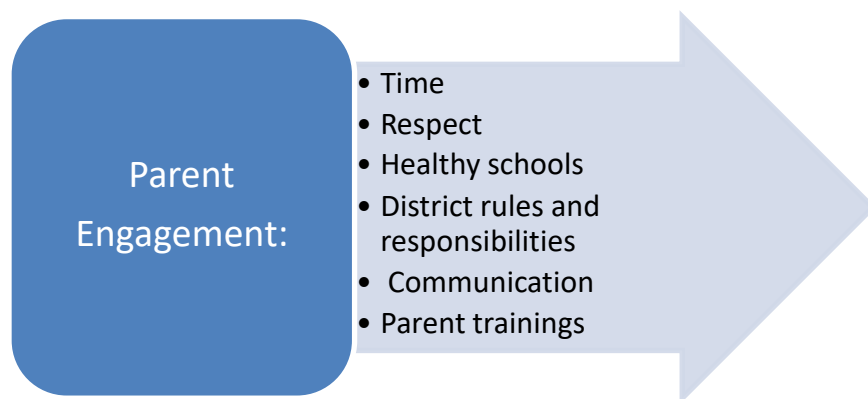 Parent
Engagement:
• Time
• Respect
• Healthy schools
• District rules and
responsibilities
• Communication
• Parent trainings